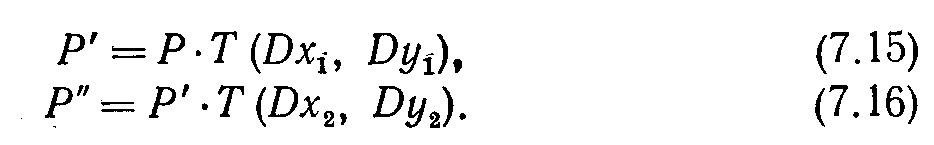 P′ = P · T (Dx₁, Dy₁), (7.15)
P″ = P′ · T (Dx₂, Dy₂). (7.16)